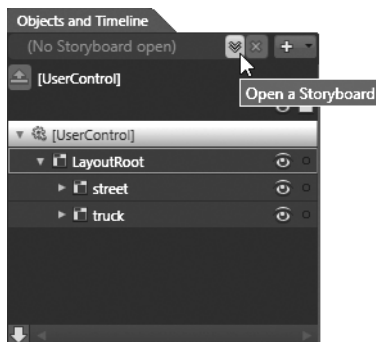 Objects and Timeline
(No Storyboard open)
[UserControl]
Open a Storyboard
[UserControl]
LayoutRoot
street
truck